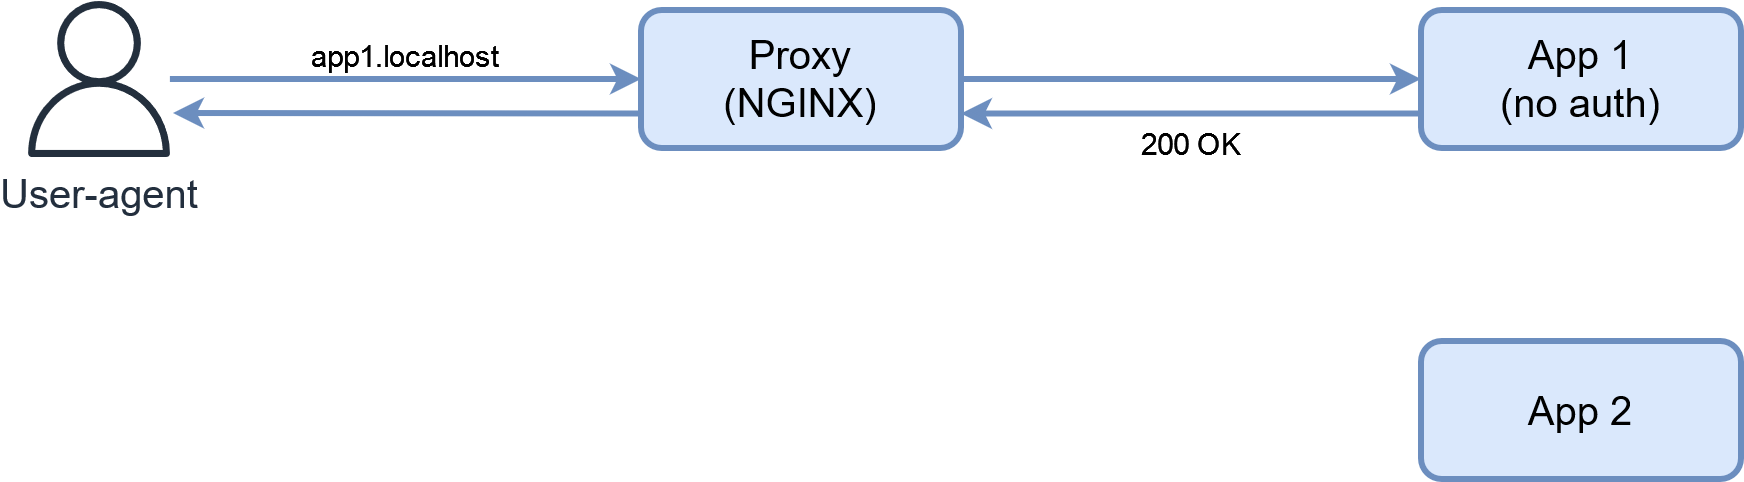 app1.localhost
Proxy
(NGINX)
App 1
(no auth)
200 OK
User-agent
App 2